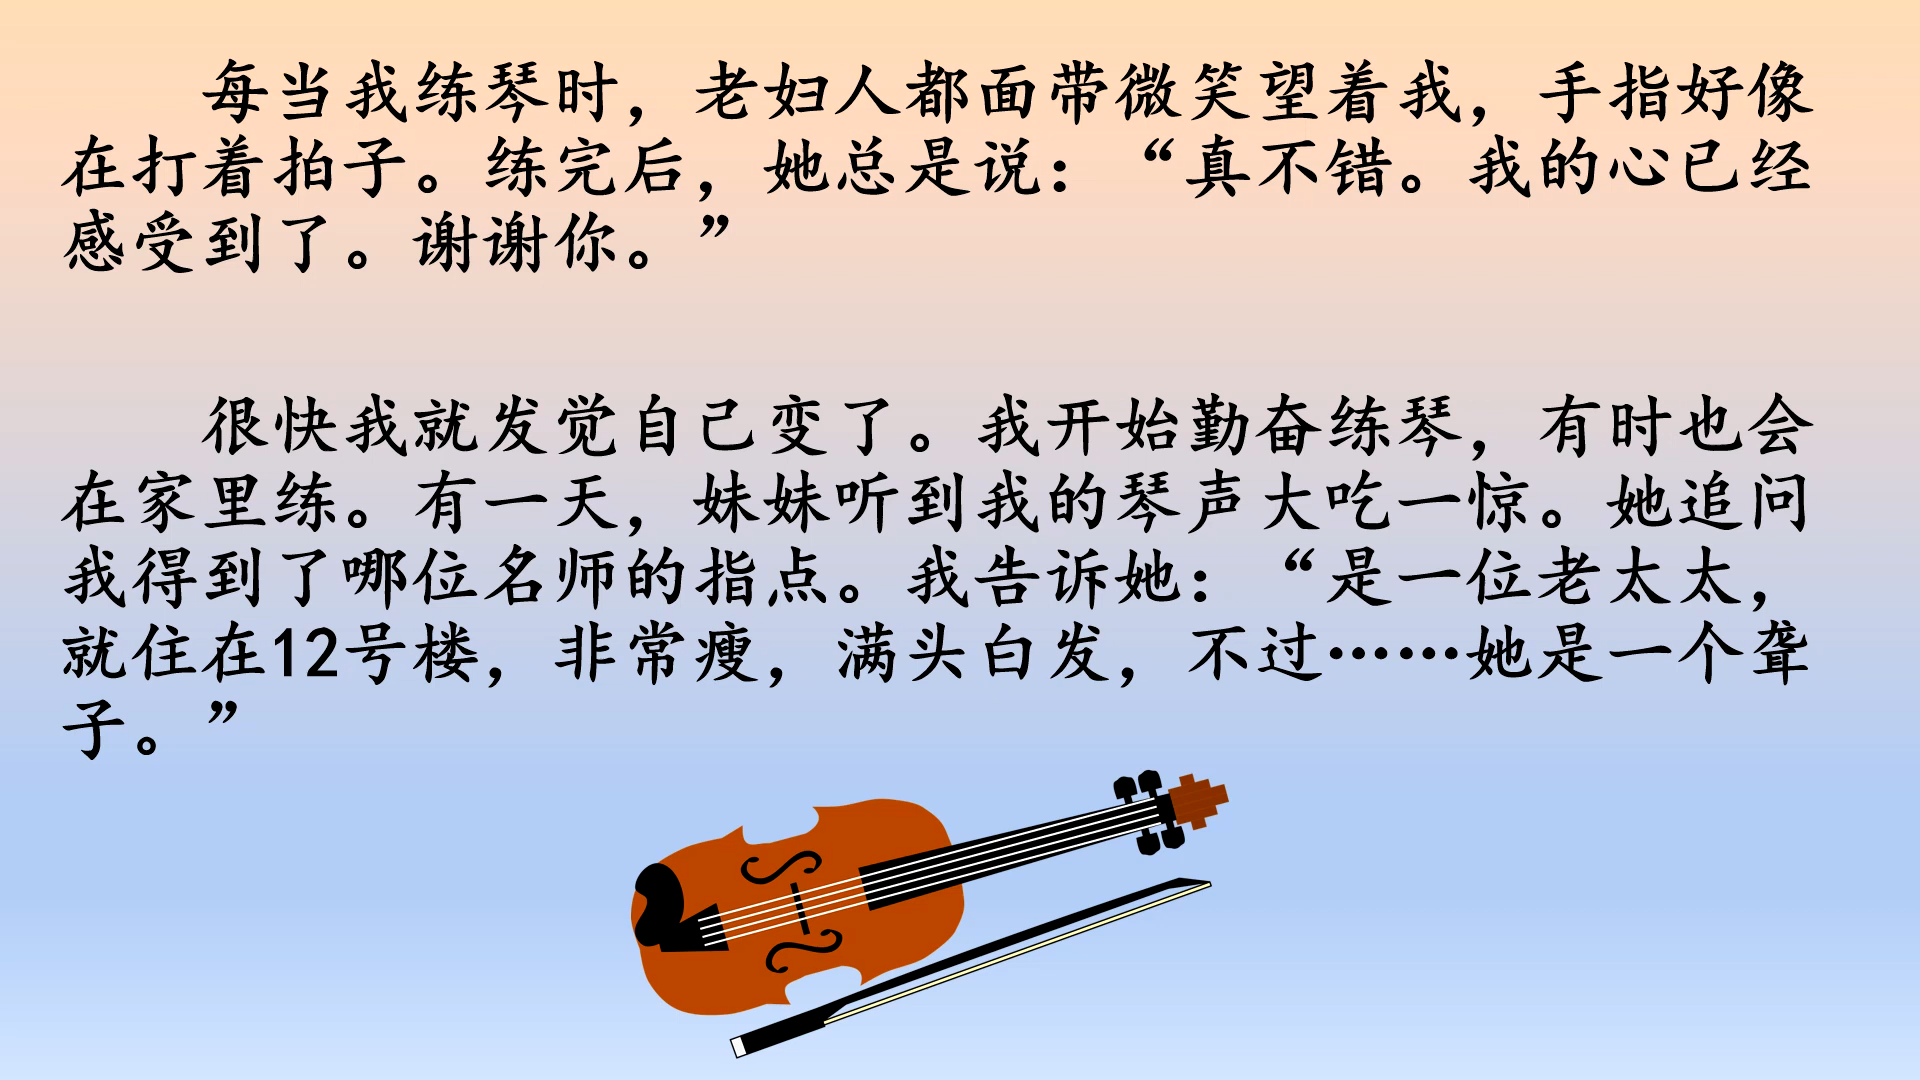 每当我练琴时，老妇人都面带微笑望着我，手指好像
在打着拍子。练完后，她总是说：“真不错。我的心已经
感受到了。谢谢你。”
很快我就发觉自己变了。我开始勤奋练琴，有时也会
在家里练。有一天，妹妹听到我的琴声大吃一惊。她追问
我得到了哪位名师的指点。我告诉她：“是一位老太太，
就住在12号楼，非常瘦，满头白发，不过……她是一个聋
子。”